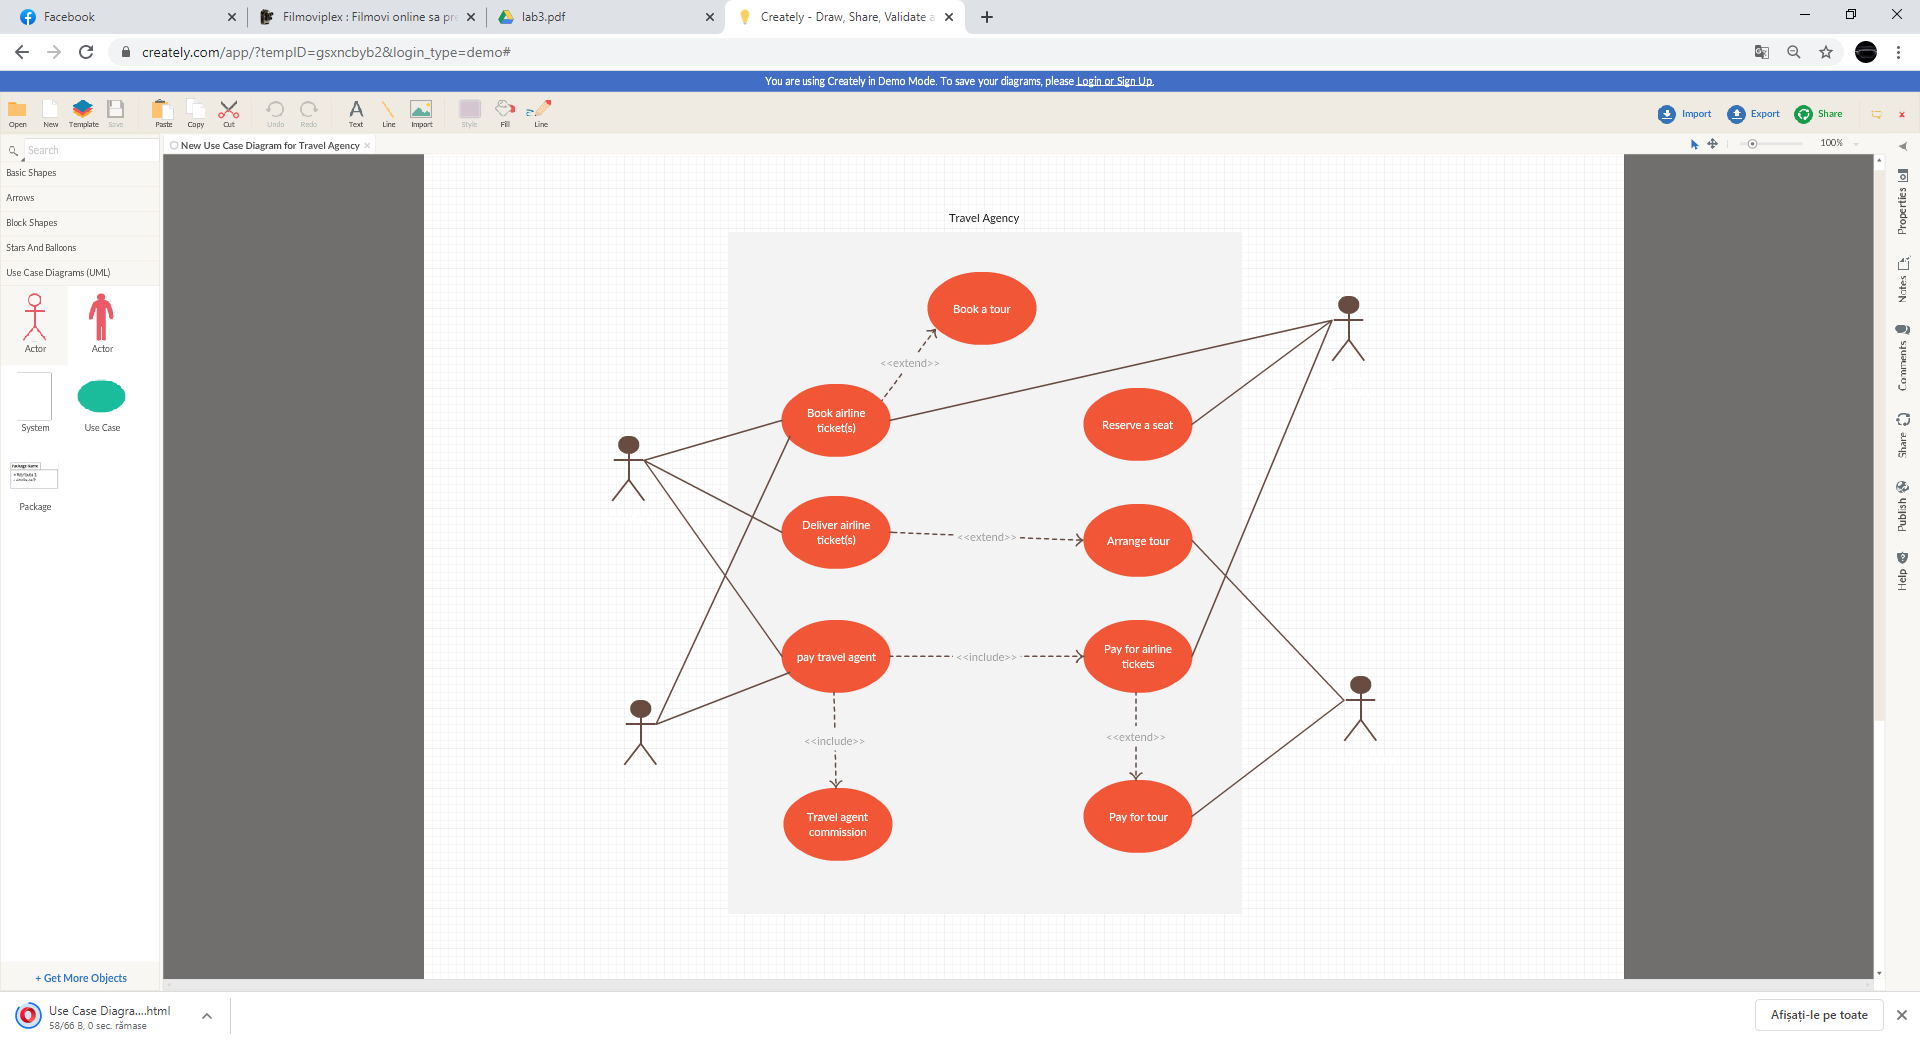 Facebook
Filmoviplex : Filmovi online sa pre
lab3.pdf
Creately - Draw, Share, Validate a
creately.com/app/?tempID=gsxncbyb2&login_type=demo#
You are using Creately in Demo Mode. To save your diagrams, please Login or Sign Up.
Open
New
Template
Save
Paste
Copy
Cut
Undo
Redo
Text
Line
Import
Style
Fill
Line
Import
Export
Share
Search
New Use Case Diagram for Travel Agency
100%
Basic Shapes
Arrows
Block Shapes
Stars And Balloons
Use Case Diagrams (UML)
Actor
Actor
System
Use Case
Package Name
Package
+ Get More Objects
Travel Agency
Book a tour
<<extend>>
Book airline
ticket(s)
Reserve a seat
Deliver airline
ticket(s)
<<extend>>
Arrange tour
pay travel agent
<<include>>
Pay for airline
tickets
<<include>>
<<extend>>
Travel agent
commission
Pay for tour
Properties
Notes
Comments
Share
Publish
Help
Use Case Diagra....html
58/66 B, 0 sec. rămase
Afișați-le pe toate